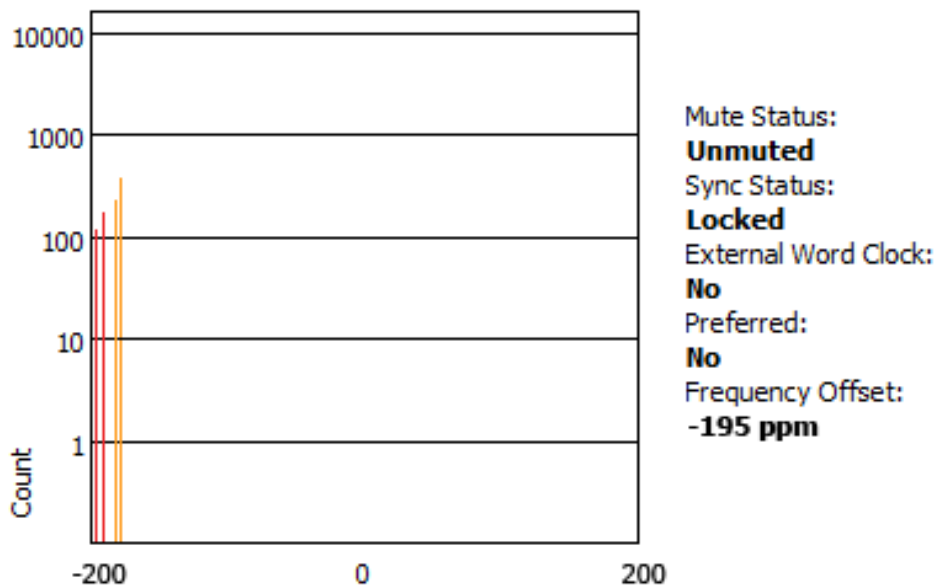 10000
1000
100
10
1
Count
-200
0
200
Mute Status:
Unmuted
Sync Status:
Locked
External Word Clock:
No
Preferred:
No
Frequency Offset:
-195 ppm